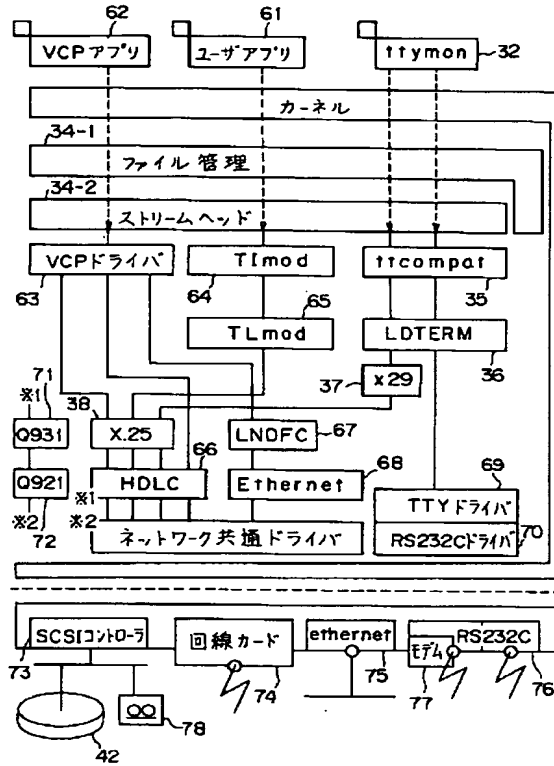 62
61
VCPアプリ
ユーザアプリ
ttymon
32
カーネル
34-1
ファイル管理
34-2
ストリームヘッド
VCPドライバ
TImod
ttcompat
63
64
65
35
TLmod
LDTERM
71
37
X29
36
※1
38
Q931
X.25
LNDFC
67
66
Q921
HDLC
Ethernet
68
69
※1
※2
※2
72
ネットワーク共通ドライバ
TTYドライバ
RS232Cドライバ
70
SCSIコントローラ
回線カード
ethernet
RS232C
モデム
73
74
75
77
76
78
42